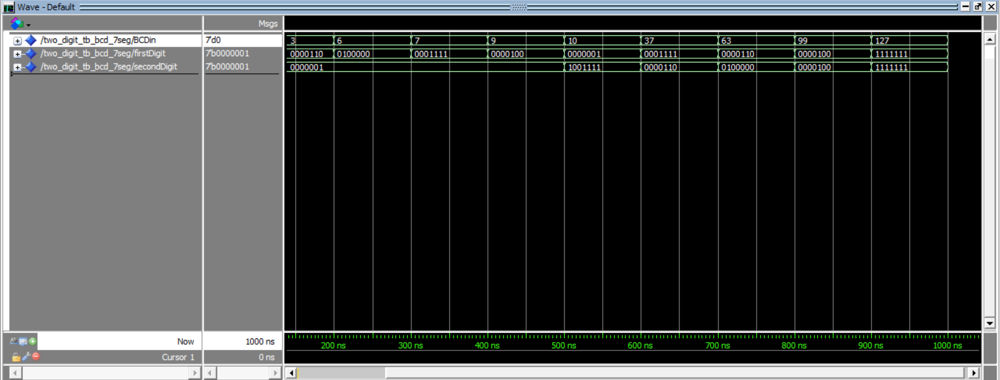 Wave - Default
Msgs
/two_digit_tb_bcd_7seg/BCDin 7'd0 3 6 7 9 10 37 63 99 127
/two_digit_tb_bcd_7seg/firstDigit 7'b0000001 0000110 0100000 0001111 0000100 0000001 0001111 0000110 0000100 1111111
/two_digit_tb_bcd_7seg/secondDigit 7'b0000001 0000001 1001111 0000110 0100000 0000100 1111111
Now 1000 ns 200 ns 300 ns 400 ns 500 ns 600 ns 700 ns 800 ns 900 ns 1000 ns
Cursor 1 0 ns